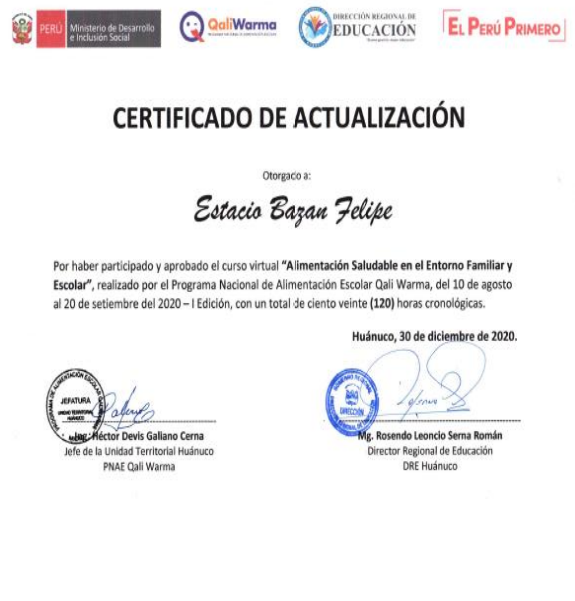 PERÚ Ministerio de Desarrollo e Inclusión Social
QaliWarma
DIRECCIÓN REGIONAL DE
EDUCACIÓN
EL PERÚ PRIMERO
CERTIFICADO DE ACTUALIZACIÓN
Otorgado a:
Estacio Bazan Felipe
Por haber participado y aprobado el curso virtual “Alimentación Saludable en el Entorno Familiar y
Escolar”, realizado por el Programa Nacional de Alimentación Escolar Qali Warma, del 10 de agosto
al 20 de setiembre del 2020 – I Edición, con un total de ciento veinte (120) horas cronológicas.
Huánuco, 30 de diciembre de 2020.
JEFATURA
UNIDAD TERRITORIAL
HUÁNUCO
DIRECCIÓN
Ing. Héctor Devis Galiano Cerna
Jefe de la Unidad Territorial Huánuco
PNAE Qali Warma
Mg. Rosendo Leoncio Serna Román
Director Regional de Educación
DRE Huánuco